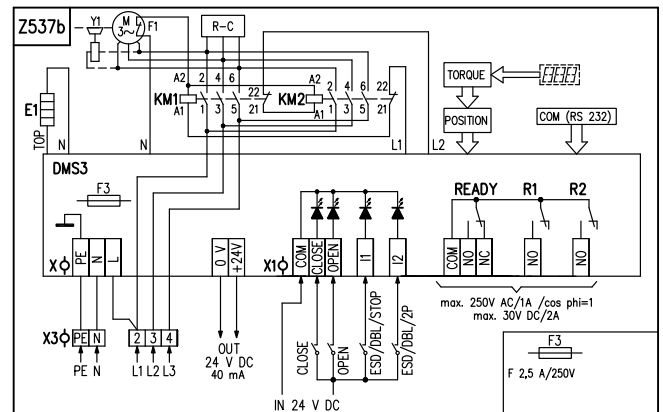 Z537b
Y1
M
3~
F1
R-C
A2 2 4 6
KM1
22
A1 1 3 5 21
A2 2 4 6
KM2
22
A1 1 3 5 21
E1
TOP
N
N
L1
L2
TORQUE
POSITION
COM (RS 232)
DMS3
F3
READY R1 R2
X
PE N L
0 V
+24V
X1
COM CLOSE OPEN I1 I2
COM NO NC NO NO
max. 250V AC/1A /cos phi=1
max. 30V DC/2A
X3
PE N 2 3 4
PE N L1 L2 L3
OUT
24 V DC
40 mA
CLOSE
OPEN
ESD/DBL/STOP
ESD/DBL/2P
IN 24 V DC
F3
F 2,5 A/250V